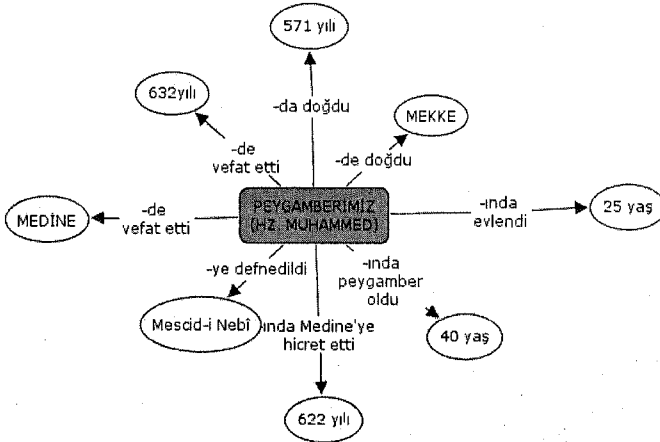 571 yılı
632yılı
-da doğdu
MEKKE
-de
vefat etti
-de doğdu
MEDİNE
-de
vefat etti
PEYGAMBERİMİZ
(HZ. MUHAMMED)
-ında
evlendi
25 yaş
-ye defnedildi
-ında
peygamber
oldu
Mescid-i Nebî
ında Medine'ye
hicret etti
40 yaş
622 yılı